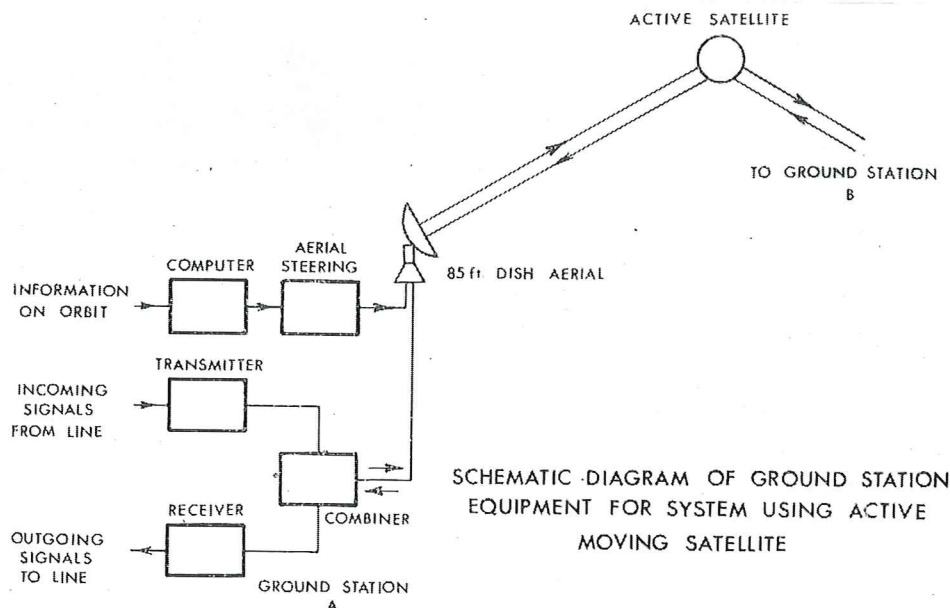 ACTIVE SATELLITE
TO GROUND STATION
B
85 ft. DISH AERIAL
AERIAL
STEERING
COMPUTER
INFORMATION
ON ORBIT
TRANSMITTER
INCOMING
SIGNALS
FROM LINE
COMBINER
RECEIVER
OUTGOING
SIGNALS
TO LINE
GROUND STATION
A
SCHEMATIC DIAGRAM OF GROUND STATION
EQUIPMENT FOR SYSTEM USING ACTIVE
MOVING SATELLITE